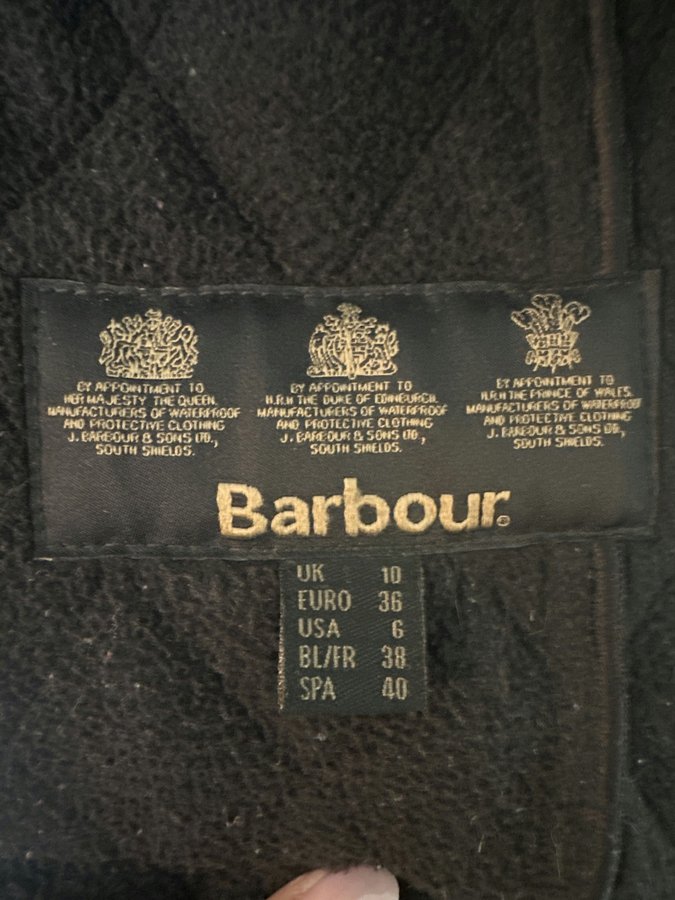 BY APPOINTMENT TO
HER MAJESTY THE QUEEN.
MANUFACTURERS OF WATERPROOF
AND PROTECTIVE CLOTHING
J. BARBOUR & SONS LTD.,
SOUTH SHIELDS.
BY APPOINTMENT TO
H.R.H THE DUKE OF EDINBURGH.
MANUFACTURERS OF WATERPROOF
AND PROTECTIVE CLOTHING
J. BARBOUR & SONS LTD.,
SOUTH SHIELDS.
BY APPOINTMENT TO
H.R.H THE PRINCE OF WALES.
MANUFACTURERS OF WATERPROOF
AND PROTECTIVE CLOTHING
J. BARBOUR & SONS LTD.,
SOUTH SHIELDS.
Barbour.
UK 10
EURO 36
USA 6
BL/FR 38
SPA 40